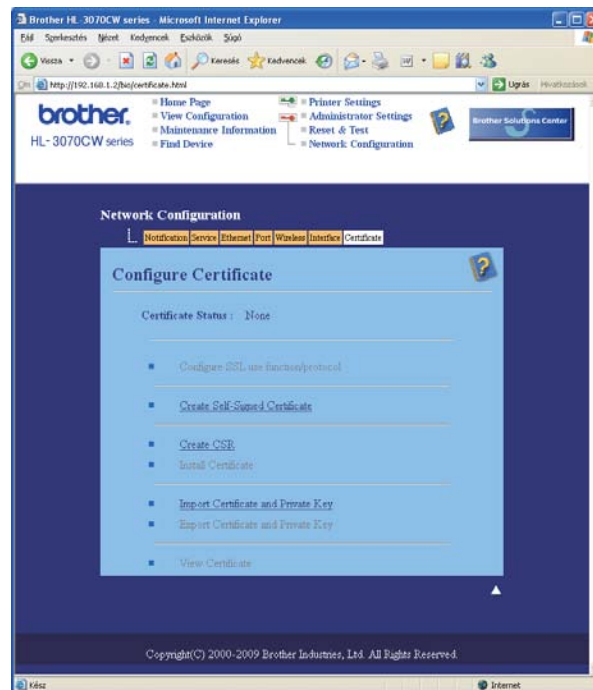 Brother HL-3070CW series - Microsoft Internet Explorer
Fájl Szerkesztés Nézet Kedvencek Eszközök Súgó
Vissza Keresés Kedvencek
http://192.168.1.2/bio/certificate.html Ugrás Hivatkozások
brother.
HL-3070CW series
Home Page
View Configuration
Maintenance Information
Find Device
Printer Settings
Administrator Settings
Reset & Test
Network Configuration
Brother Solutions Center
Network Configuration
Notification Service Ethernet Port Wireless Interface Certificate
Configure Certificate
Certificate Status : None
Configure SSL use function/protocol
Create Self-Signed Certificate
Create CSR
Install Certificate
Import Certificate and Private Key
Export Certificate and Private Key
View Certificate
Copyright(C) 2000-2009 Brother Industries, Ltd. All Rights Reserved.
Kész Internet